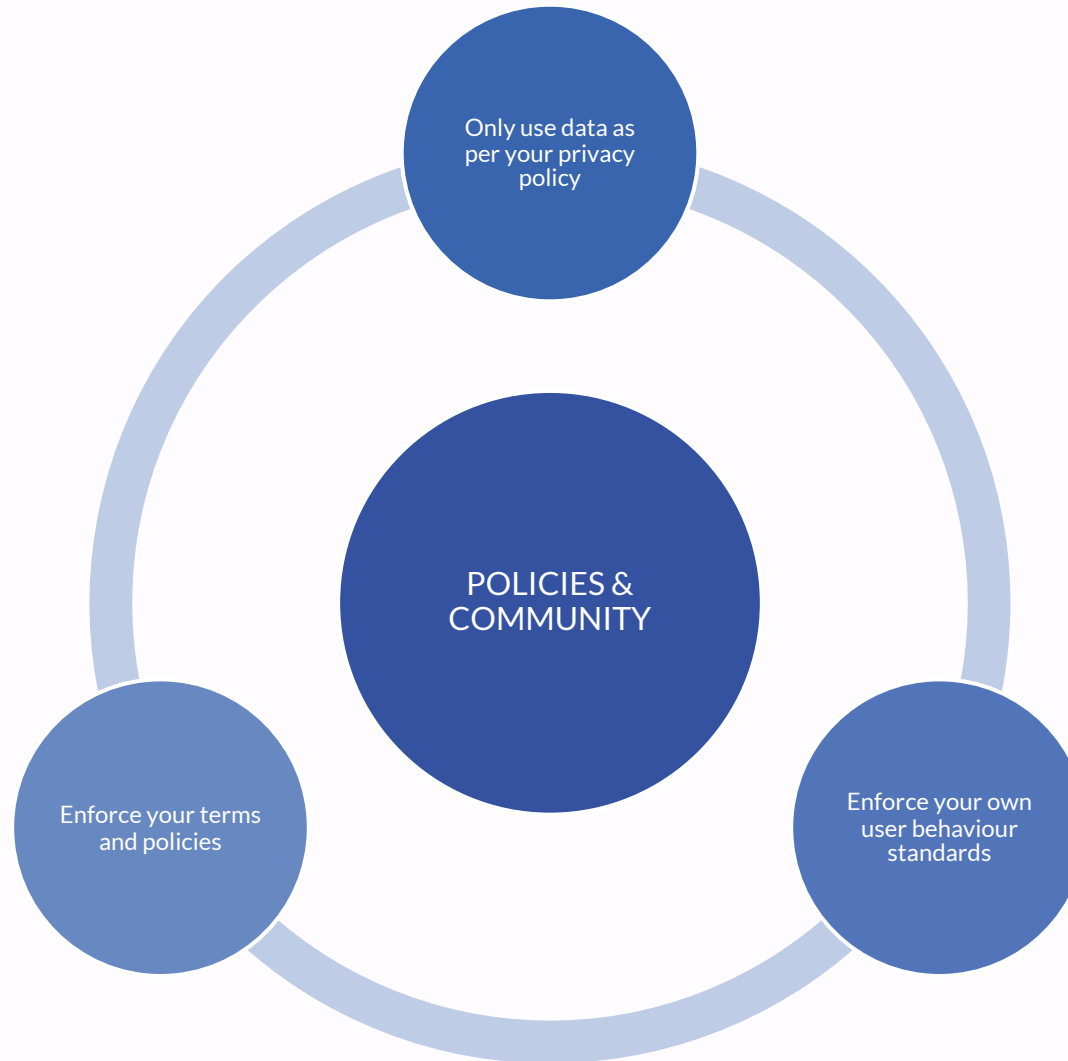 Only use data as
per your privacy
policy
POLICIES &
COMMUNITY
Enforce your terms
and policies
Enforce your own
user behaviour
standards